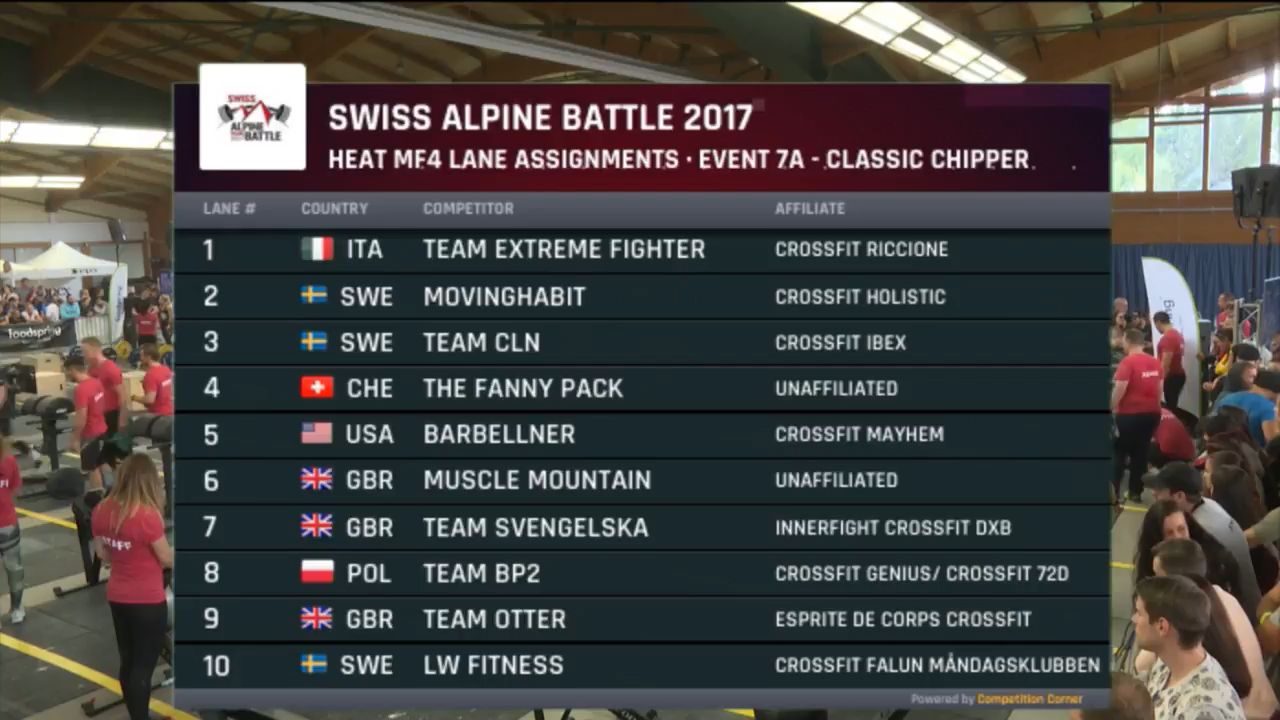 SWISS
ALPINE
BATTLE
SWISS ALPINE BATTLE 2017
HEAT MF4 LANE ASSIGNMENTS · EVENT 7A - CLASSIC CHIPPER
LANE # COUNTRY COMPETITOR AFFILIATE
1 ITA TEAM EXTREME FIGHTER CROSSFIT RICCIONE
2 SWE MOVINGHABIT CROSSFIT HOLISTIC
3 SWE TEAM CLN CROSSFIT IBEX
4 CHE THE FANNY PACK UNAFFILIATED
5 USA BARBELLNER CROSSFIT MAYHEM
6 GBR MUSCLE MOUNTAIN UNAFFILIATED
7 GBR TEAM SVENGELSKA INNERFIGHT CROSSFIT DXB
8 POL TEAM BP2 CROSSFIT GENIUS/ CROSSFIT 72D
9 GBR TEAM OTTER ESPRITE DE CORPS CROSSFIT
10 SWE LW FITNESS CROSSFIT FALUN MÅNDAGSKLUBBEN
Powered by Competition Corner
foodspring
STAFF